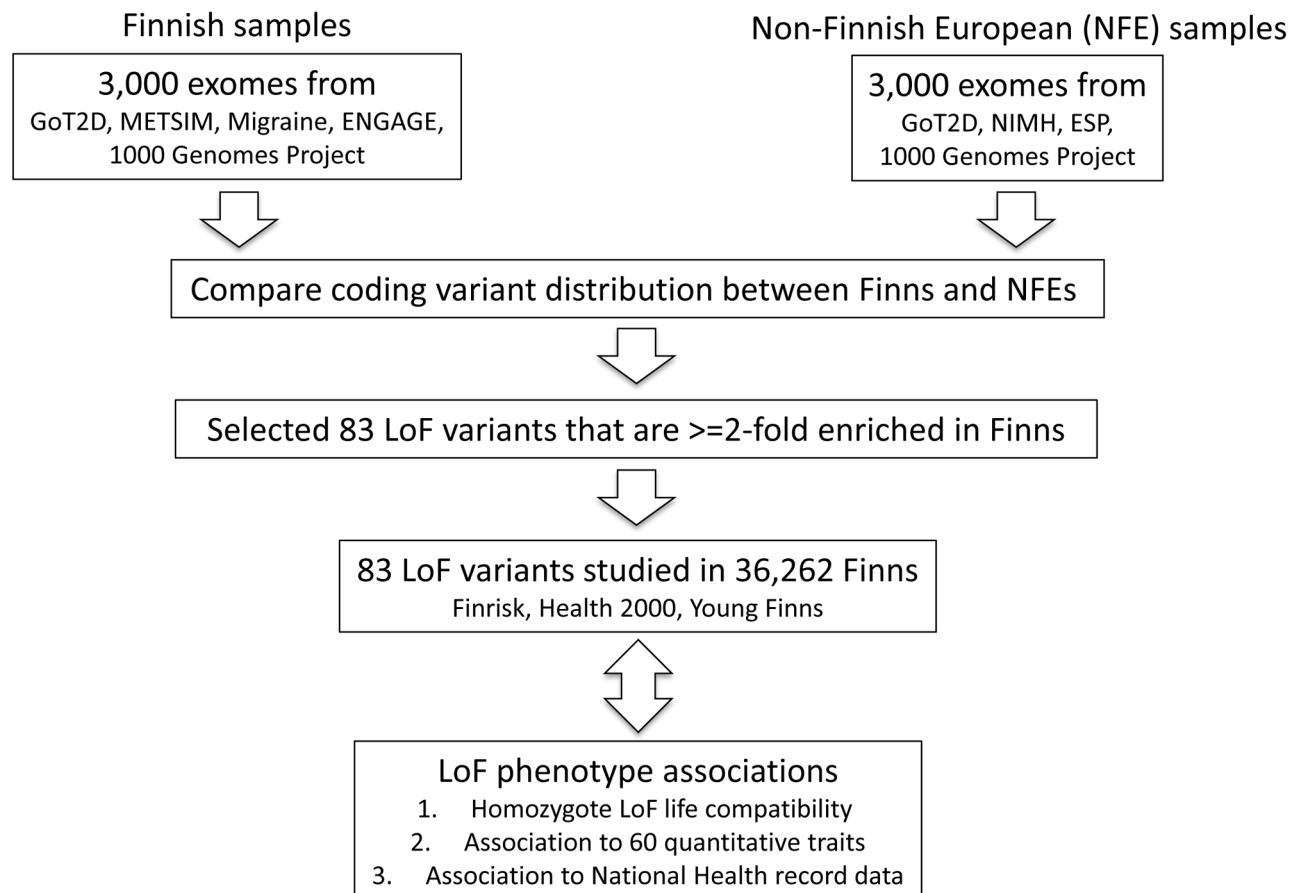 Finnish samples
3,000 exomes from
GoT2D, METSIM, Migraine, ENGAGE,
1000 Genomes Project
Non-Finnish European (NFE) samples
3,000 exomes from
GoT2D, NIMH, ESP,
1000 Genomes Project
Compare coding variant distribution between Finns and NFEs
Selected 83 LoF variants that are >=2-fold enriched in Finns
83 LoF variants studied in 36,262 Finns
Finrisk, Health 2000, Young Finns
LoF phenotype associations
1. Homozygote LoF life compatibility
2. Association to 60 quantitative traits
3. Association to National Health record data